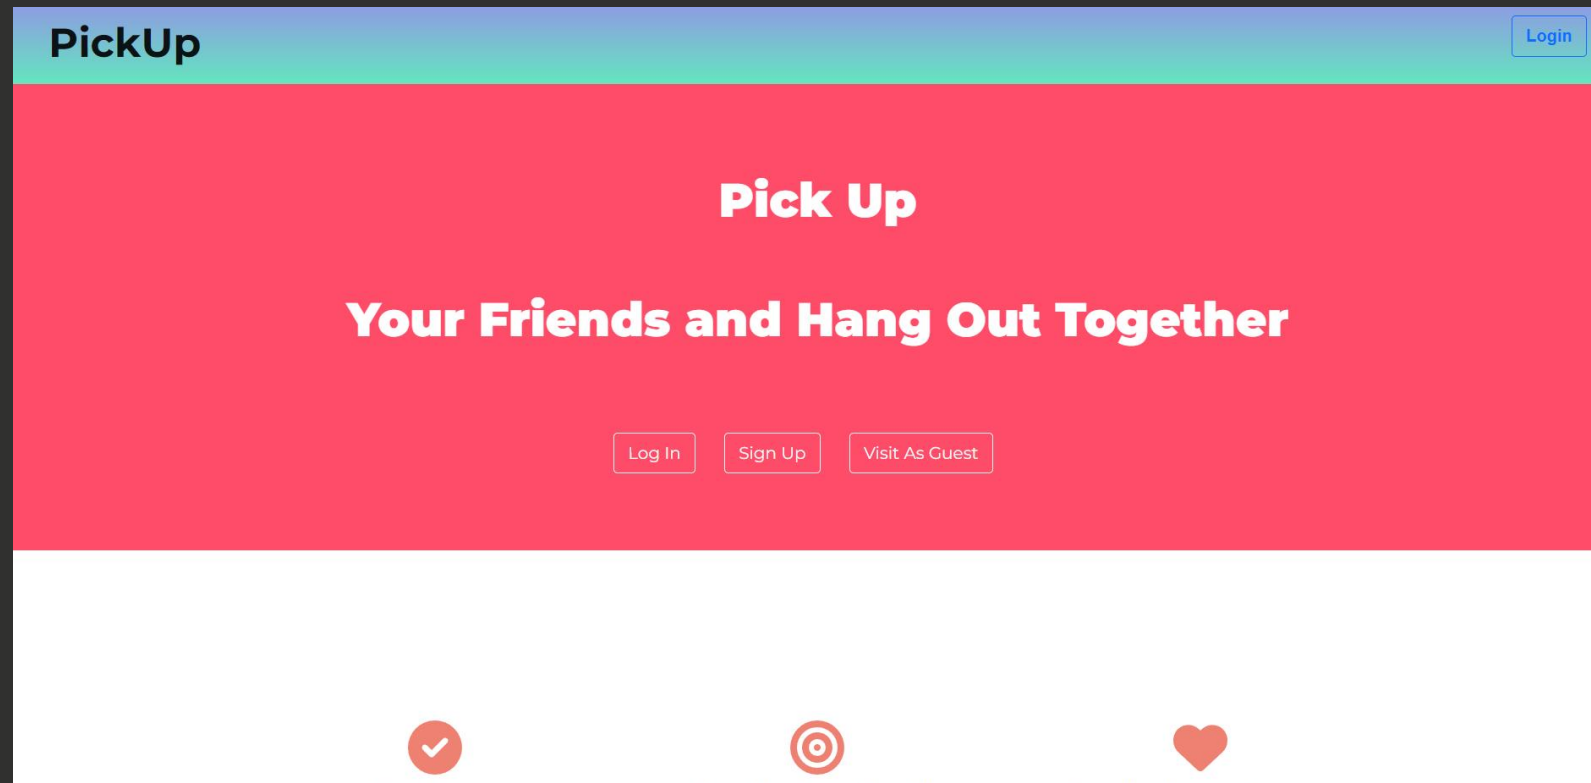 PickUp
Login
Pick Up
Your Friends and Hang Out Together
Log In
Sign Up
Visit As Guest